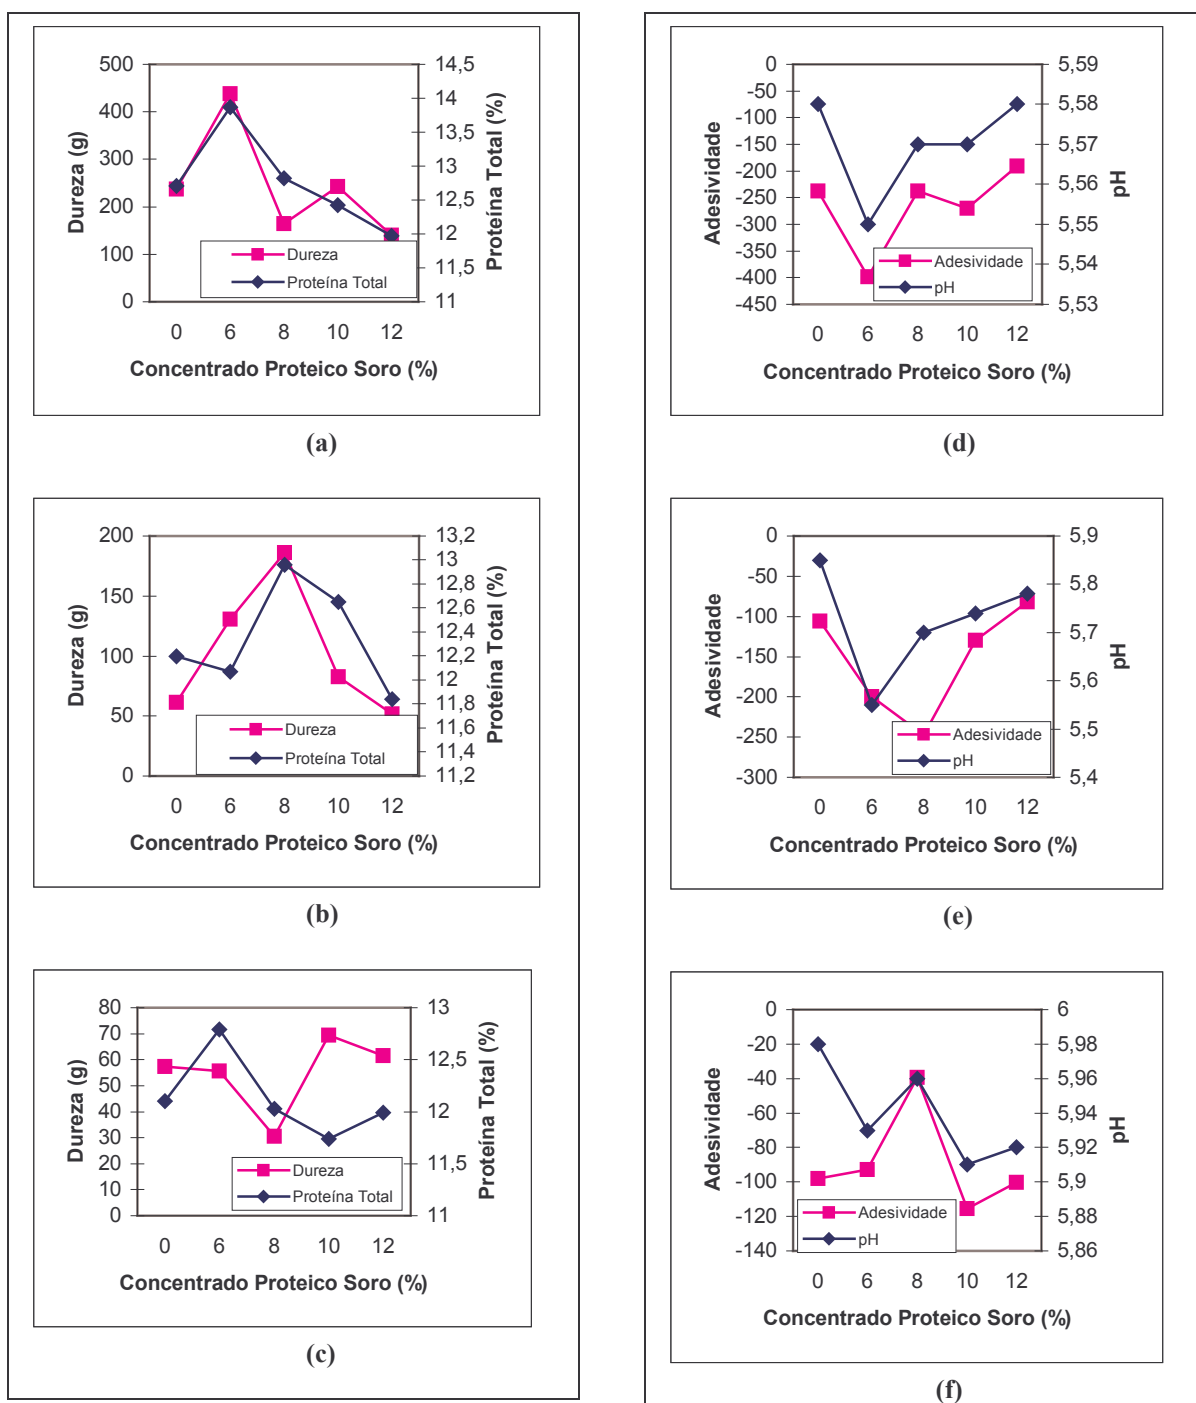 500
400
300
200
100
0
Dureza (g)
14,5
14
13,5
13
12,5
12
11,5
11
Proteína Total (%)
Dureza
Proteína Total
0 6 8 10 12
Concentrado Proteico Soro (%)
(a)
200
150
100
50
0
Dureza (g)
13,2
13
12,8
12,6
12,4
12,2
12
11,8
11,6
11,4
11,2
Proteína Total (%)
Dureza
Proteína Total
0 6 8 10 12
Concentrado Proteico Soro (%)
(b)
80
70
60
50
40
30
20
10
0
Dureza (g)
13
12,5
12
11,5
11
Proteína Total (%)
Dureza
Proteína Total
0 6 8 10 12
Concentrado Proteico Soro (%)
(c)
0
-50
-100
-150
-200
-250
-300
-350
-400
-450
Adesividade
5,59
5,58
5,57
5,56
5,55
5,54
5,53
pH
Adesividade
pH
0 6 8 10 12
Concentrado Proteico Soro (%)
(d)
0
-50
-100
-150
-200
-250
-300
Adesividade
5,9
5,8
5,7
5,6
5,5
5,4
pH
Adesividade
pH
0 6 8 10 12
Concentrado Proteico Soro (%)
(e)
0
-20
-40
-60
-80
-100
-120
-140
Adesividade
6
5,98
5,96
5,94
5,92
5,9
5,88
5,86
pH
Adesividade
pH
0 6 8 10 12
Concentrado Proteico Soro (%)
(f)